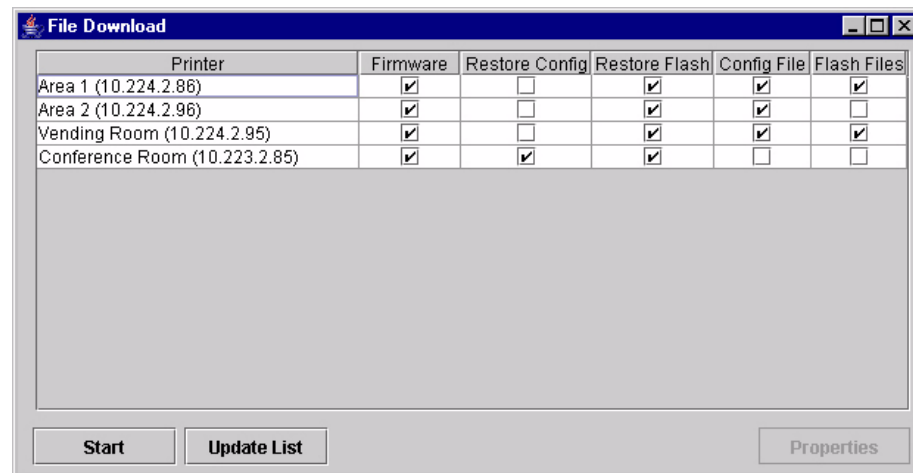 File Download
Printer Firmware Restore Config Restore Flash Config File Flash Files
Area 1 (10.224.2.86)
Area 2 (10.224.2.96)
Vending Room (10.224.2.95)
Conference Room (10.223.2.85)
Start Update List Properties